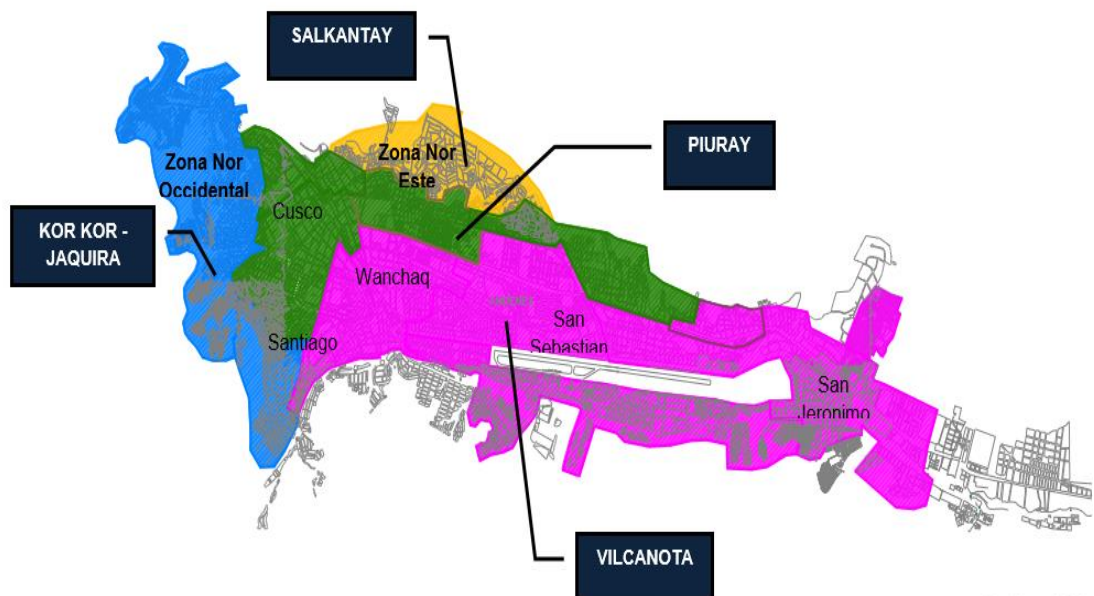 SALKANTAY
PIURAY
Zona Nor
Este
Zona Nor
Occidental
Cusco
KOR KOR -
JAQUIRA
Wanchaq
Santiago
San
Sebastian
San
Jeronimo
VILCANOTA